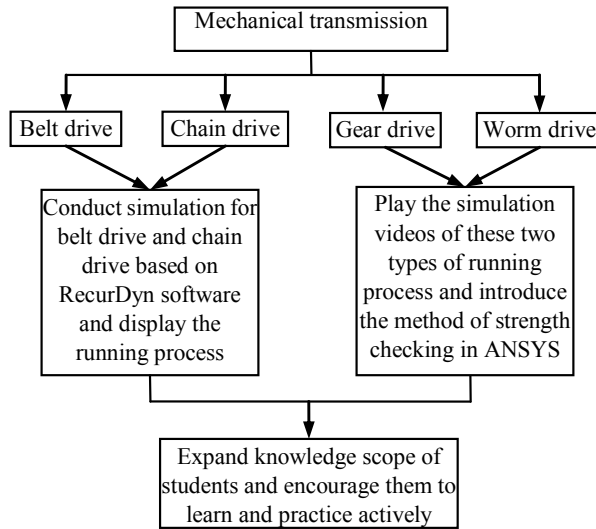 Mechanical transmission
Belt drive
Chain drive
Gear drive
Worm drive
Conduct simulation for
belt drive and chain
drive based on
RecurDyn software
and display the
running process
Play the simulation
videos of these two
types of running
process and introduce
the method of strength
checking in ANSYS
Expand knowledge scope of
students and encourage them to
learn and practice actively